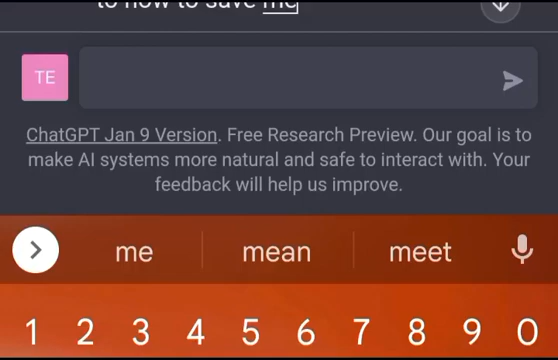 to how to save me
TE
ChatGPT Jan 9 Version. Free Research Preview. Our goal is to
make AI systems more natural and safe to interact with. Your
feedback will help us improve.
me mean meet
1 2 3 4 5 6 7 8 9 0